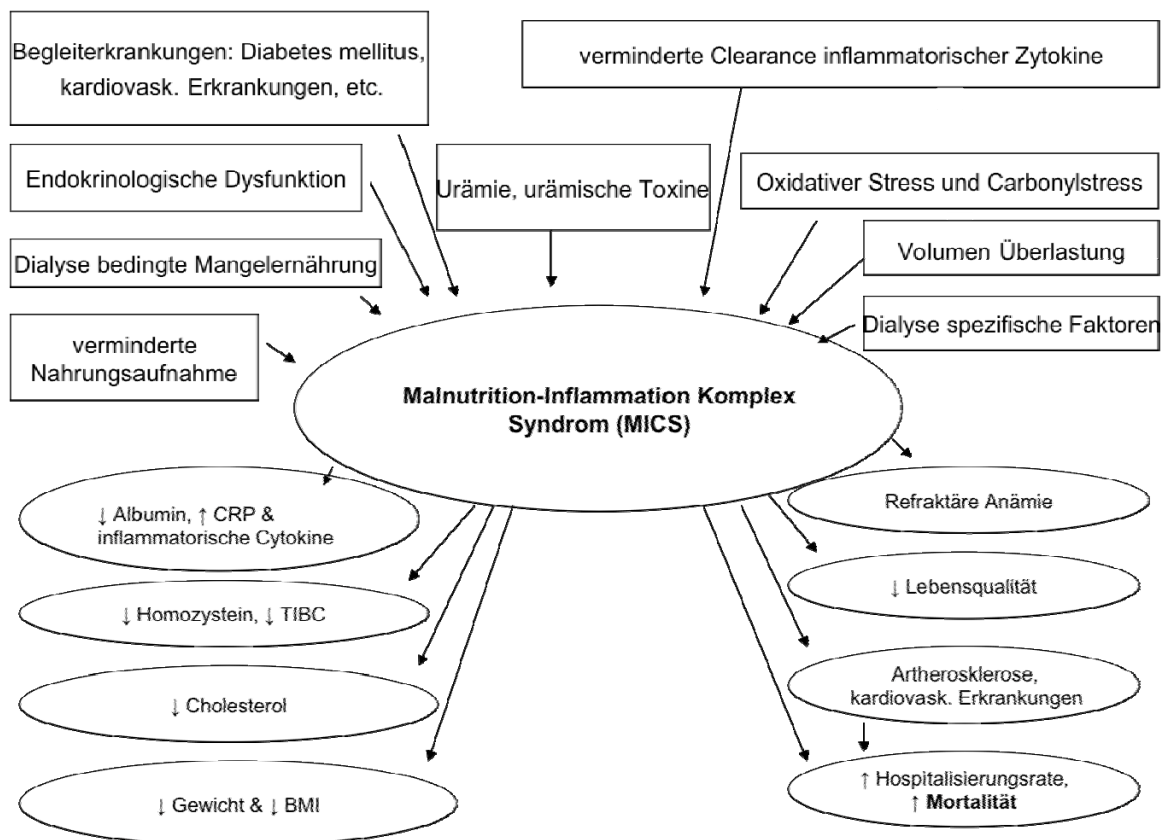 Begleiterkrankungen: Diabetes mellitus,
kardiovask. Erkrankungen, etc.
verminderte Clearance inflammatorischer Zytokine
Endokrinologische Dysfunktion
Urämie, urämische Toxine
Oxidativer Stress und Carbonylstress
Dialyse bedingte Mangelernährung
Volumen Überlastung
verminderte
Nahrungsaufnahme
Dialyse spezifische Faktoren
Malnutrition-Inflammation Komplex
Syndrom (MICS)
↓ Albumin, ↑ CRP &
inflammatorische Cytokine
Refraktäre Anämie
↓ Homozystein, ↓ TIBC
↓ Lebensqualität
↓ Cholesterol
Artherosklerose,
kardiovask. Erkrankungen
↓ Gewicht & ↓ BMI
↑ Hospitalisierungsrate,
↑ Mortalität